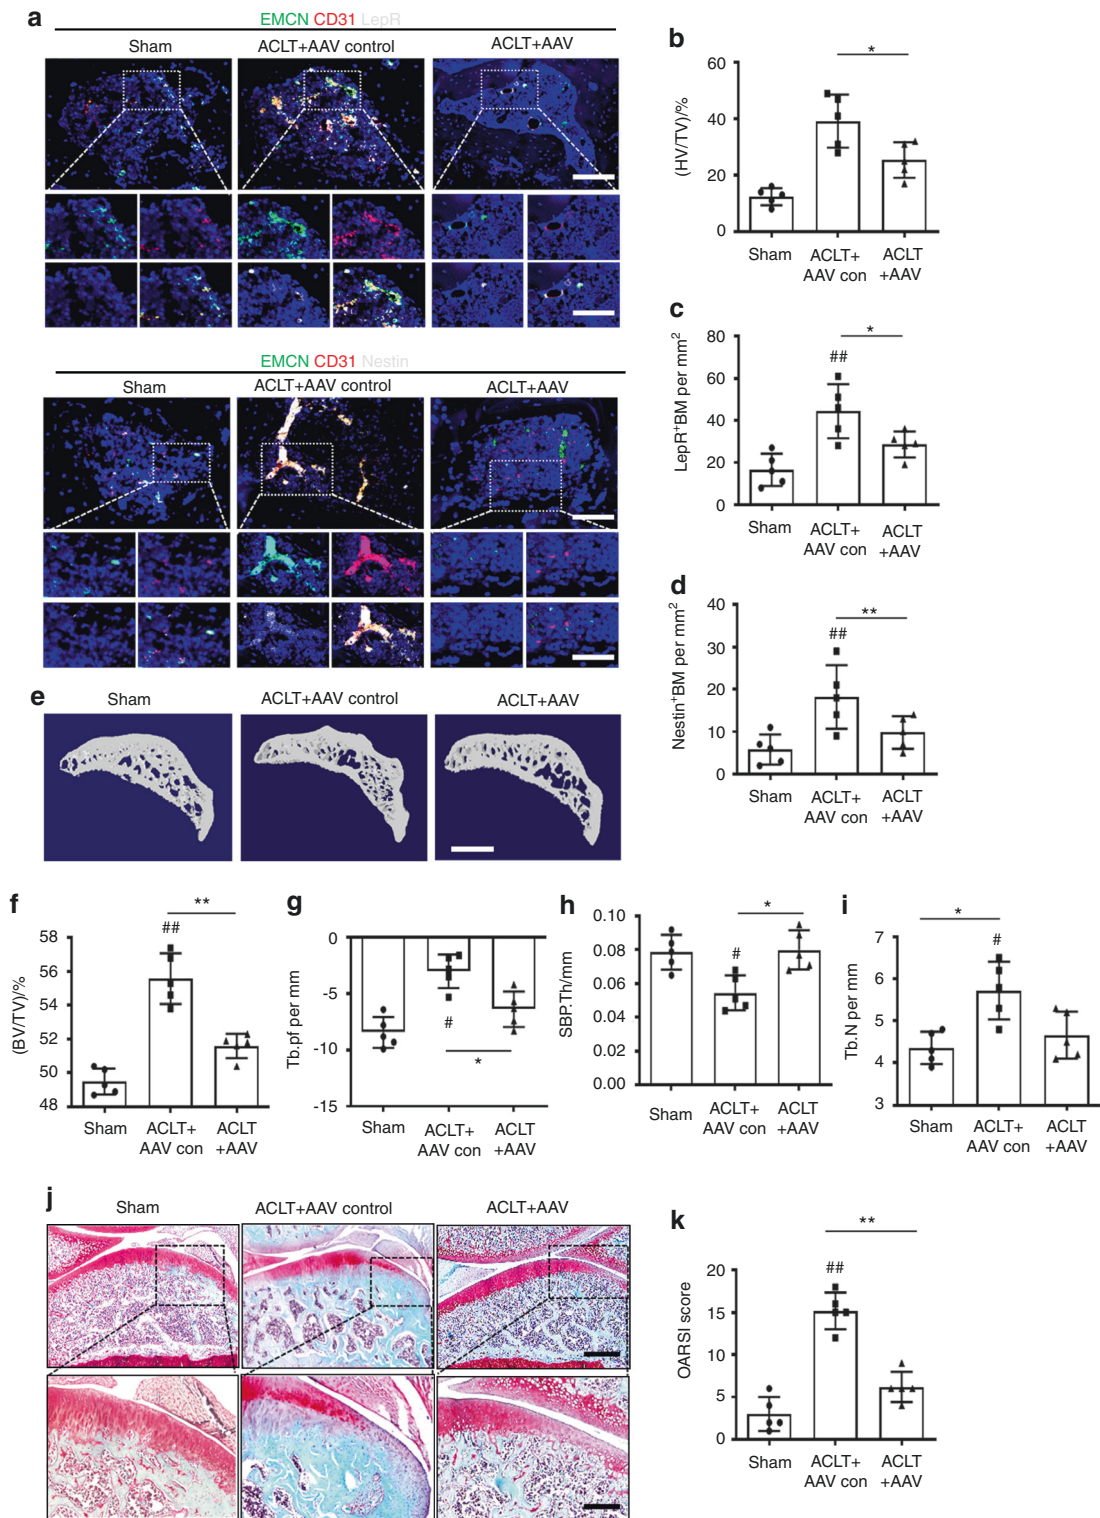 a
EMCN CD31 LepR
Sham ACLT+AAV control ACLT+AAV
EMCN CD31 Nestin
Sham ACLT+AAV control ACLT+AAV
b
(HV/TV)/%
60
40
20
0
*
Sham ACLT+ AAV con ACLT +AAV
c
LepR+BM per mm2
80
60
40
20
0
##
*
Sham ACLT+ AAV con ACLT +AAV
d
Nestin+BM per mm2
40
30
20
10
0
##
**
Sham ACLT+ AAV con ACLT +AAV
e
Sham ACLT+AAV control ACLT+AAV
f
(BV/TV)/%
58
56
54
52
50
48
##
**
Sham ACLT+ AAV con ACLT +AAV
g
Tb.pf per mm
0
-5
-10
-15
#
*
Sham ACLT+ AAV con ACLT +AAV
h
SBP.Th/mm
0.10
0.08
0.06
0.04
0.02
0.00
#
*
Sham ACLT+ AAV con ACLT +AAV
i
Tb.N per mm
7
6
5
4
3
*
#
Sham ACLT+ AAV con ACLT +AAV
j
Sham ACLT+AAV control ACLT+AAV
k
OARSI score
20
15
10
5
0
##
**
Sham ACLT+ AAV con ACLT +AAV